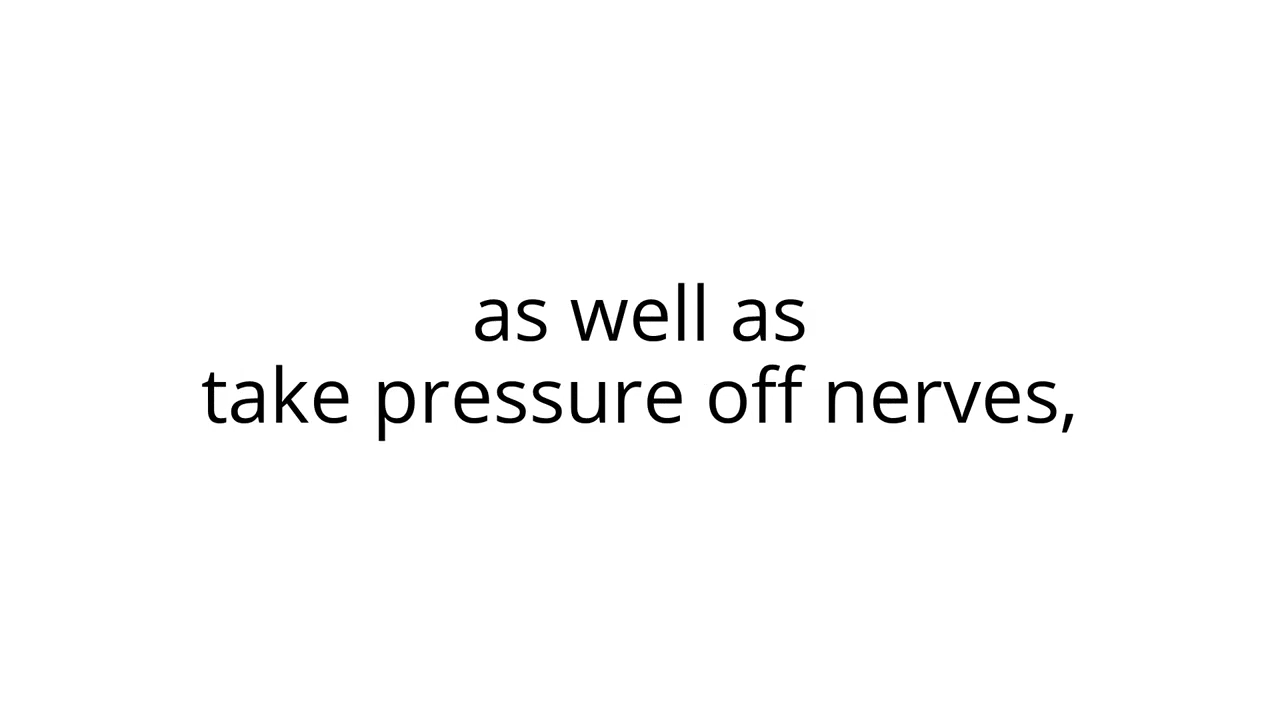 as well as
take pressure off nerves,